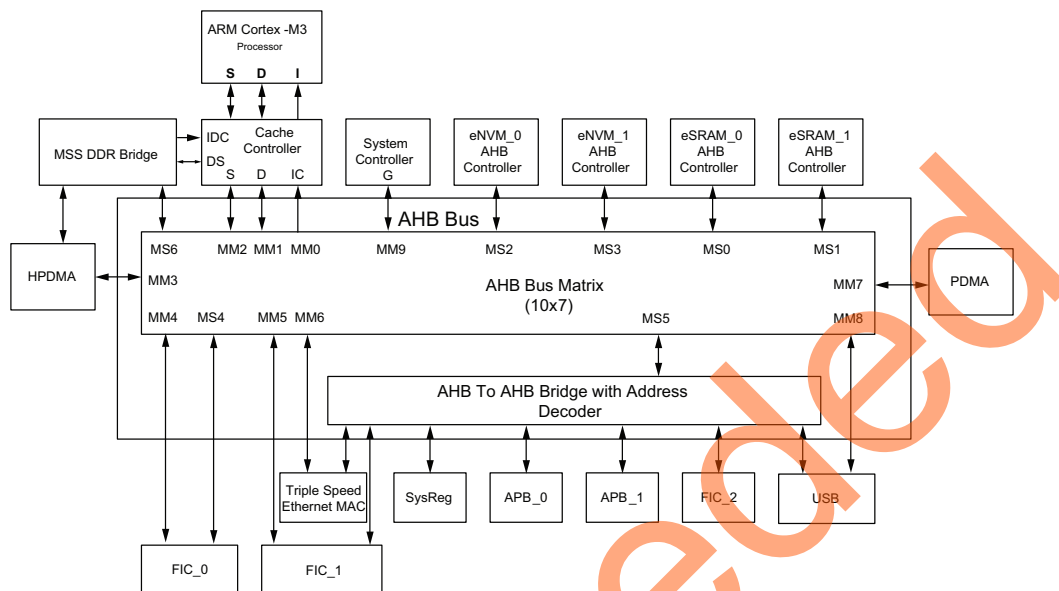 ARM Cortex -M3
Processor
S D I
MSS DDR Bridge
IDC
Cache
Controller
DS
S D IC
System
Controller
G
eNVM_0
AHB
Controller
eNVM_1
AHB
Controller
eSRAM_0
AHB
Controller
eSRAM_1
AHB
Controller
AHB Bus
MS6 MM2 MM1 MM0 MM9 MS2 MS3 MS0 MS1
HPDMA
MM3
AHB Bus Matrix
(10x7)
MM7
PDMA
MM4 MS4 MM5 MM6 MS5 MM8
AHB To AHB Bridge with Address
Decoder
Triple Speed
Ethernet MAC
SysReg
APB_0
APB_1
FIC_2
USB
FIC_0
FIC_1